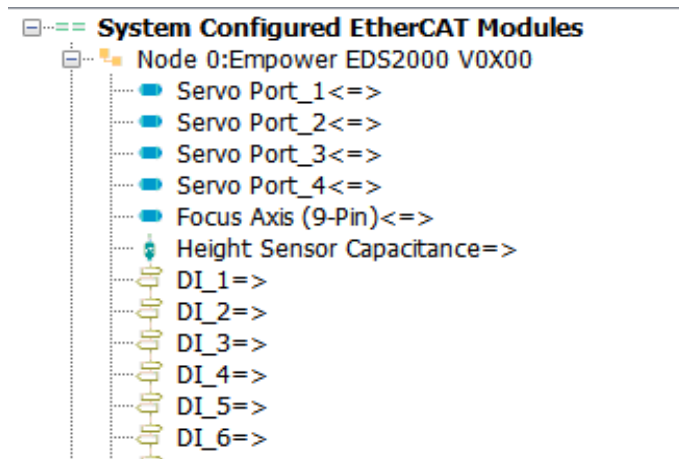 System Configured EtherCAT Modules
Node 0:Empower EDS2000 V0X00
Servo Port_1<=>
Servo Port_2<=>
Servo Port_3<=>
Servo Port_4<=>
Focus Axis (9-Pin)<=>
Height Sensor Capacitance=>
DI_1=>
DI_2=>
DI_3=>
DI_4=>
DI_5=>
DI_6=>